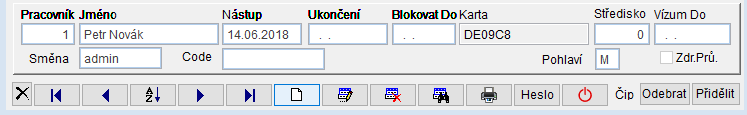 Pracovník Jméno Nástup Ukončení Blokovat Do Karta Středisko Vízum Do
1 Petr Novák 14.06.2018 . . . . DE09C8 0 . .
Směna admin Code Pohlaví M Zdr.Prů.
Heslo Čip Odebrat Přidělit